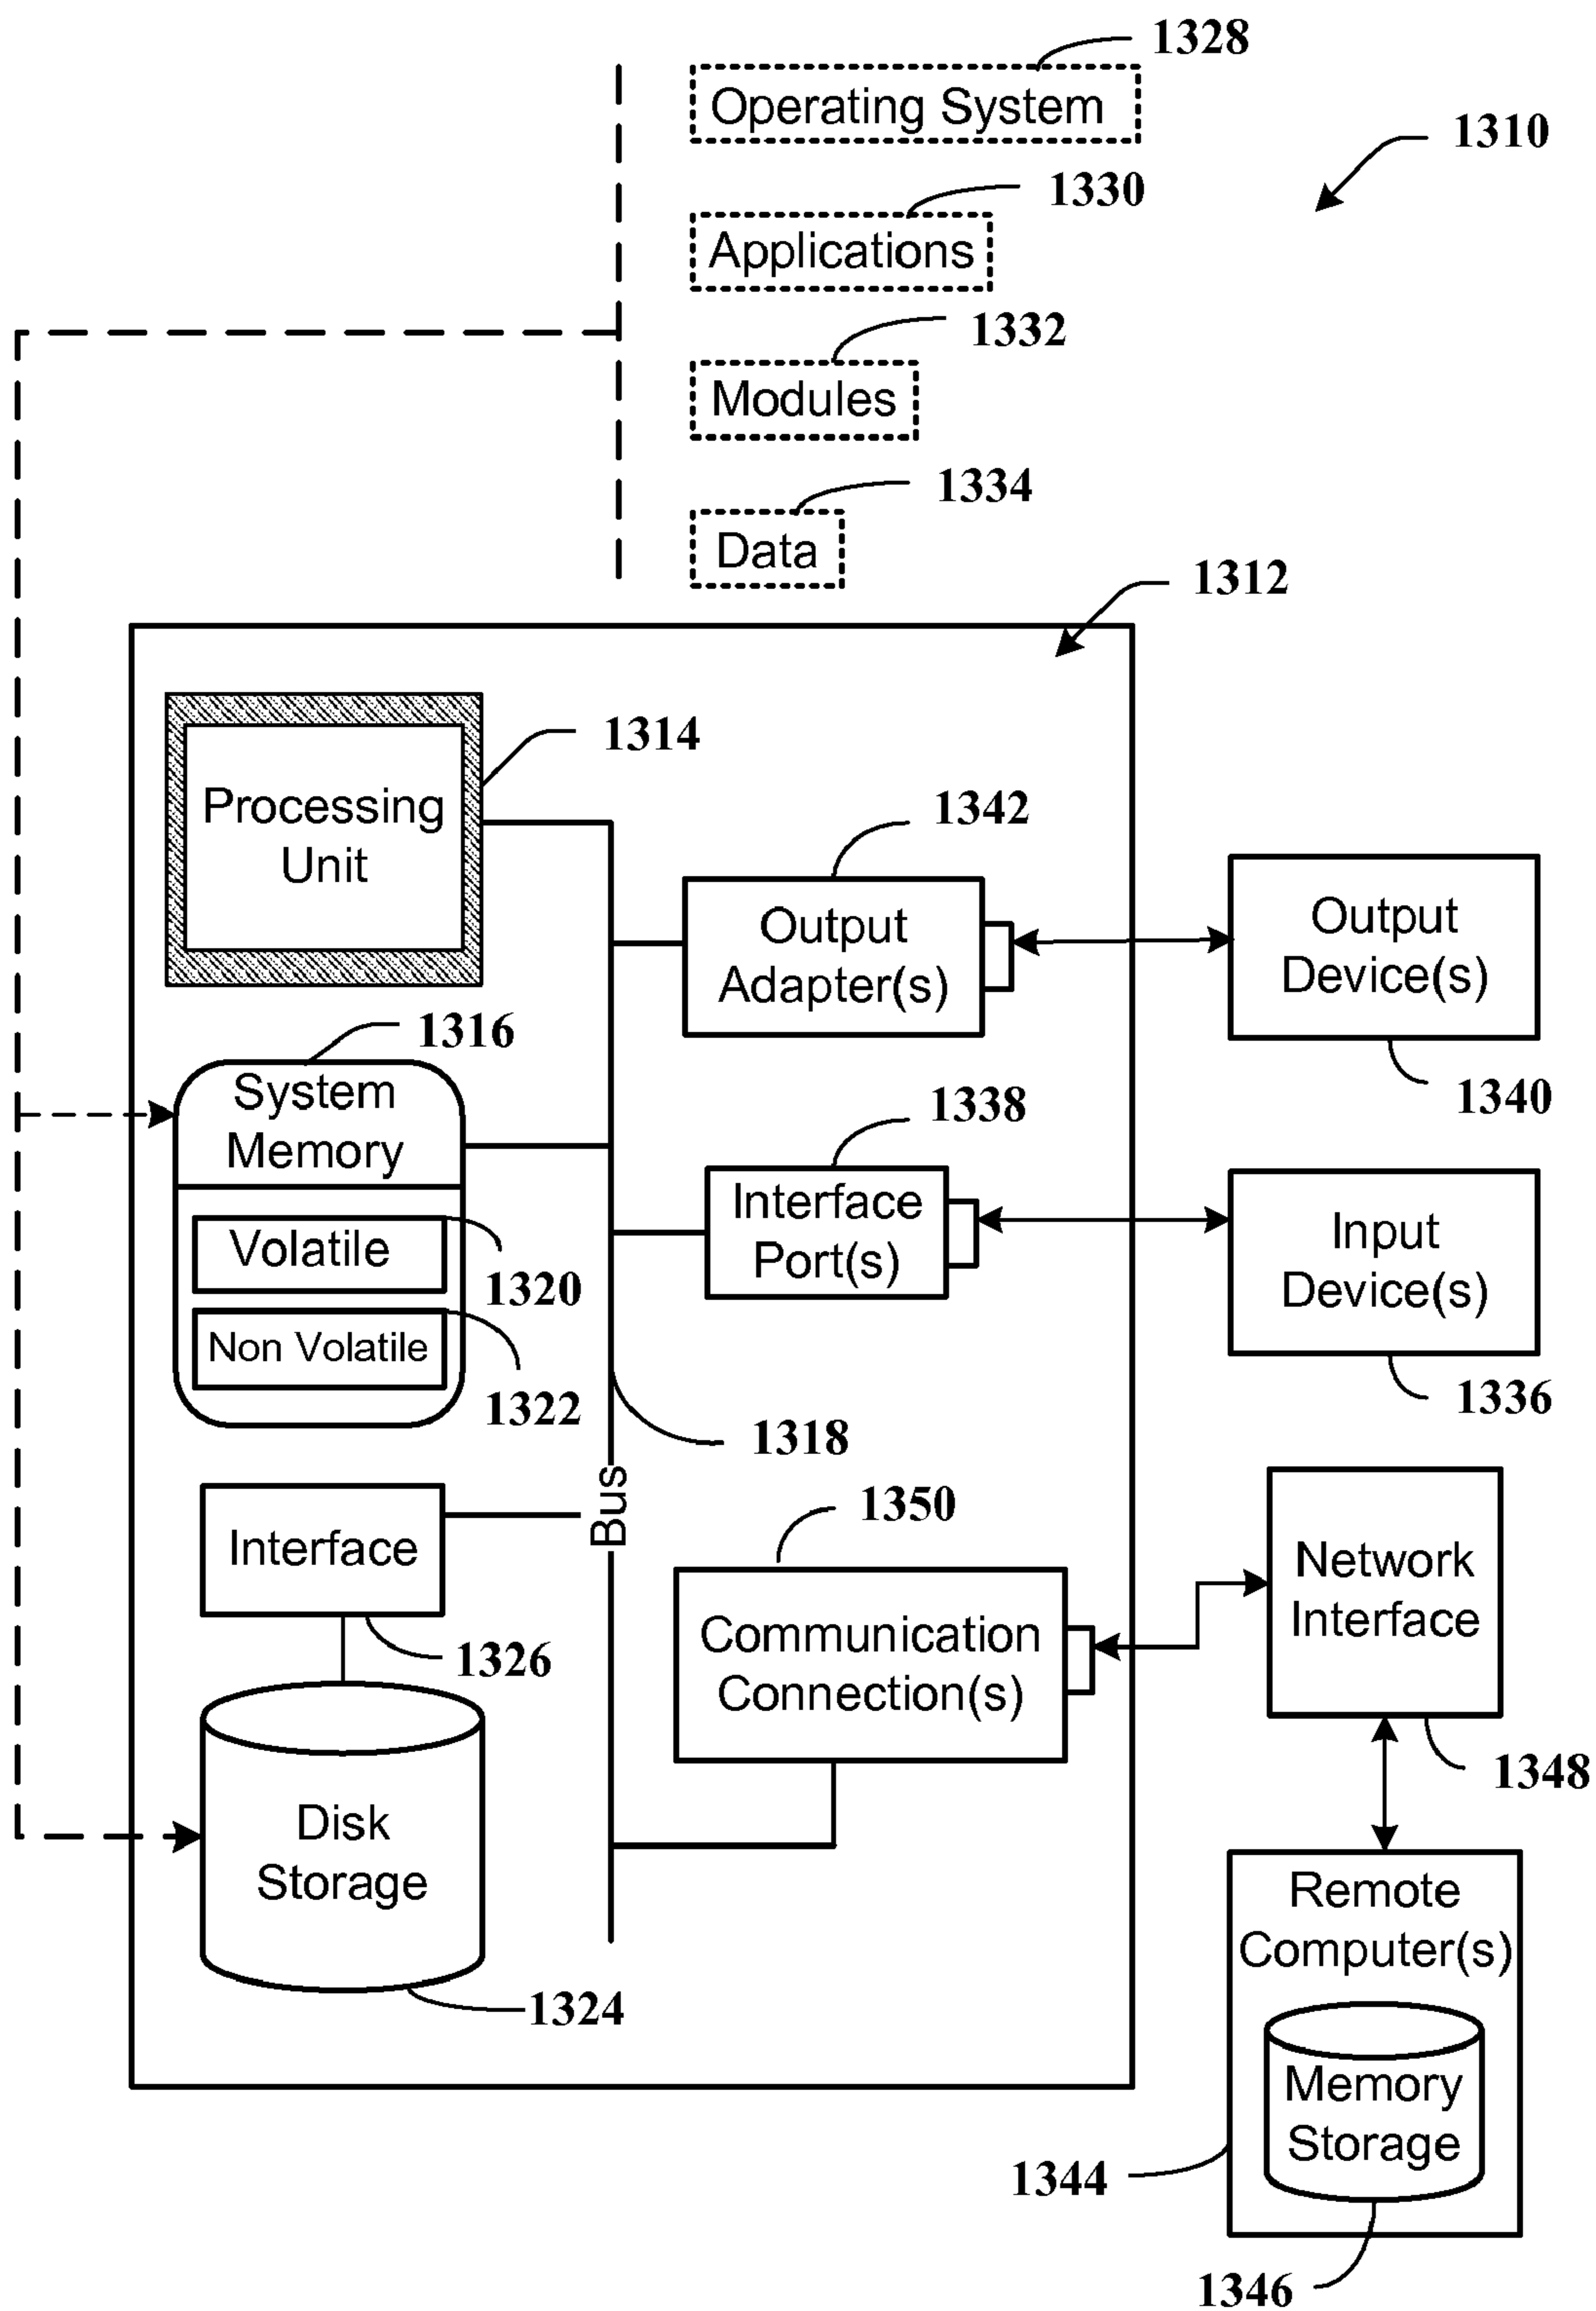 1328
Operating System
1310
1330
Applications
1332
Modules
1334
Data
1312
1314
Processing
Unit
1342
Output
Adapter(s)
Output
Device(s)
1340
1316
System
Memory
1338
Interface
Port(s)
Input
Device(s)
1336
Volatile
1320
Non Volatile
1322
1318
Bus
1350
Interface
1326
Communication
Connection(s)
Network
Interface
1348
Disk
Storage
1324
Remote
Computer(s)
Memory
Storage
1344
1346